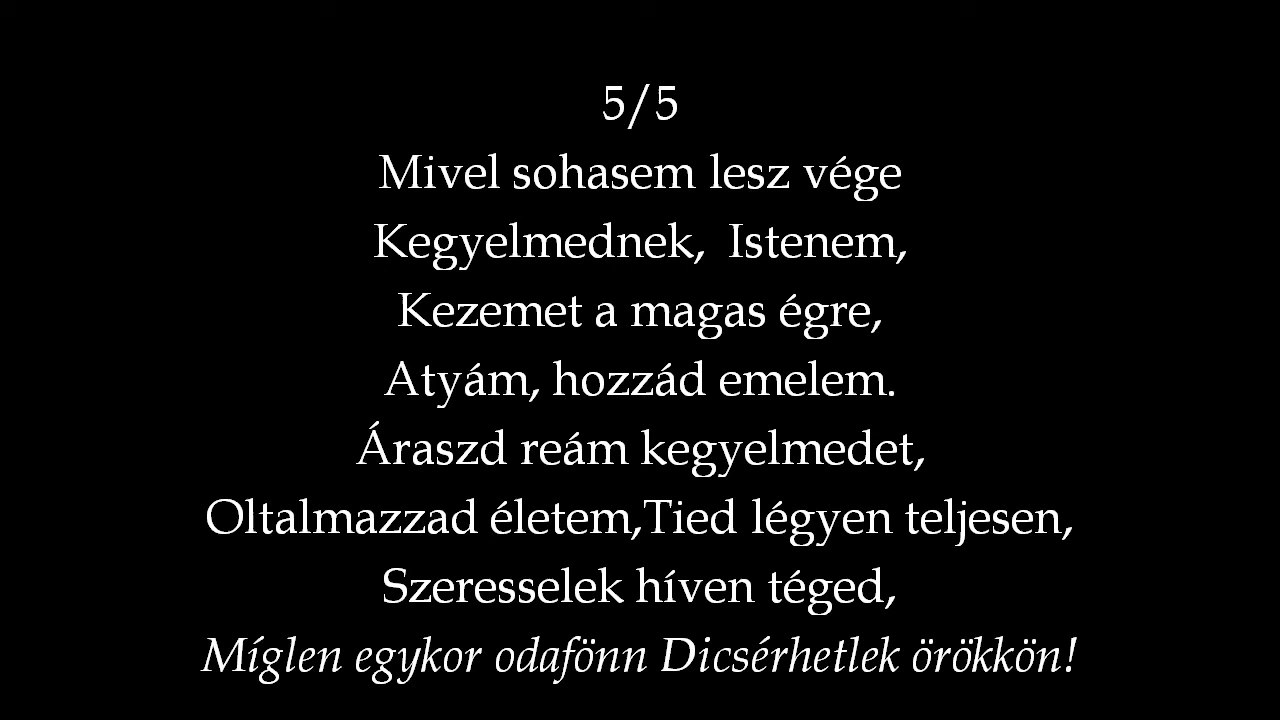 5/5
Mivel sohasem lesz vége
Kegyelmednek,  Istenem,
Kezemet a magas égre,
Atyám, hozzád emelem.
Áraszd reám kegyelmedet,
Oltalmazzad életem,Tied légyen teljesen,
Szeresselek híven téged,
Míglen egykor odafönn Dicsérhetlek örökkön!